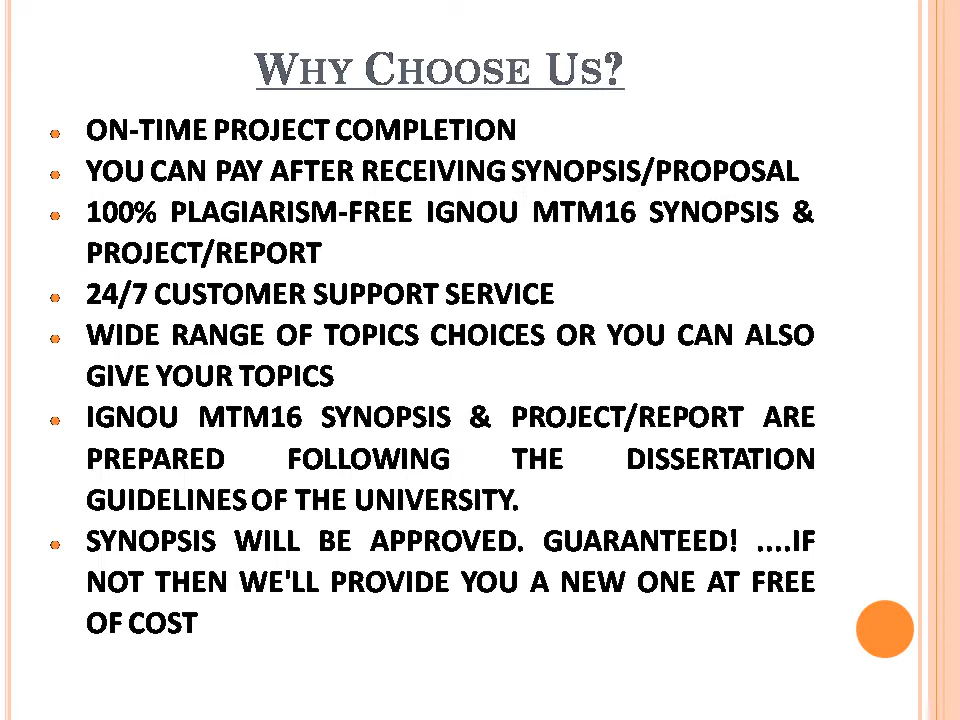 WHY CHOOSE US?
ON-TIME PROJECT COMPLETION
YOU CAN PAY AFTER RECEIVING SYNOPSIS/PROPOSAL
100% PLAGIARISM-FREE IGNOU MTM16 SYNOPSIS &
PROJECT/REPORT
24/7 CUSTOMER SUPPORT SERVICE
WIDE RANGE OF TOPICS CHOICES OR YOU CAN ALSO
GIVE YOUR TOPICS
IGNOU MTM16 SYNOPSIS & PROJECT/REPORT ARE
PREPARED FOLLOWING THE DISSERTATION
GUIDELINES OF THE UNIVERSITY.
SYNOPSIS WILL BE APPROVED. GUARANTEED! ....IF
NOT THEN WE'LL PROVIDE YOU A NEW ONE AT FREE
OF COST